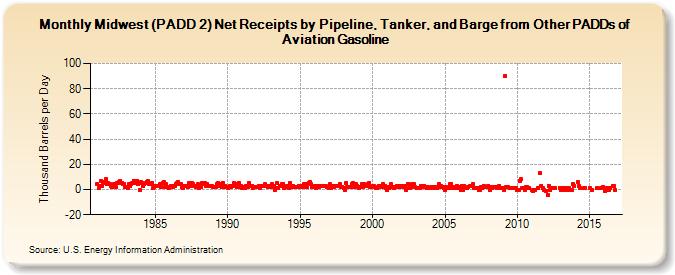 Monthly Midwest (PADD 2) Net Receipts by Pipeline, Tanker, and Barge from Other PADDs of
Aviation Gasoline
Thousand Barrels per Day
100
80
60
40
20
0
-20
1985 1990 1995 2000 2005 2010 2015
Source: U.S. Energy Information Administration